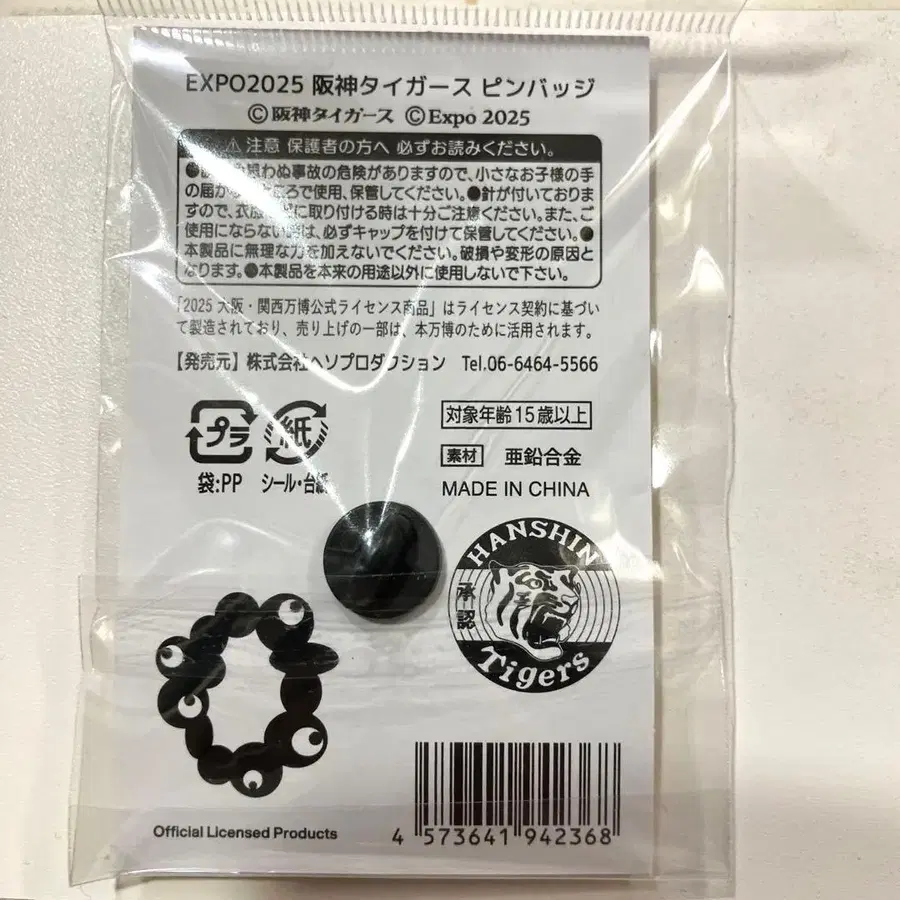 EXPO2025 阪神タイガース ピンバッジ
©阪神タイガース ©Expo 2025
⚠注意 保護者の方へ 必ずお読みください。
わぬ事故の危険がありますので、小さなお子様の手
の届か ところで使用、保管してください。●針が付いておりま
すので、衣服 に取り付ける時は十分ご注意ください。また、ご
使用にならない時は、必ずキャップを付けて保管してください。●
本製品に無理な力を加えないでください。破損や変形の原因と
なります。●本製品を本来の用途以外に使用しないで下さい。
「2025 大阪・関西万博公式ライセンス商品」はライセンス契約に基づい
て製造されており、売り上げの一部は、本万博のために活用されます。
【発売元】株式会社ヘソプロダクション Tel.06-6464-5566
プラ 紙
袋:PP シール・台紙
対象年齢15歳以上
素材 亜鉛合金
MADE IN CHINA
HANSHIN
承認
Tigers
Official Licensed Products
4 573641 942368